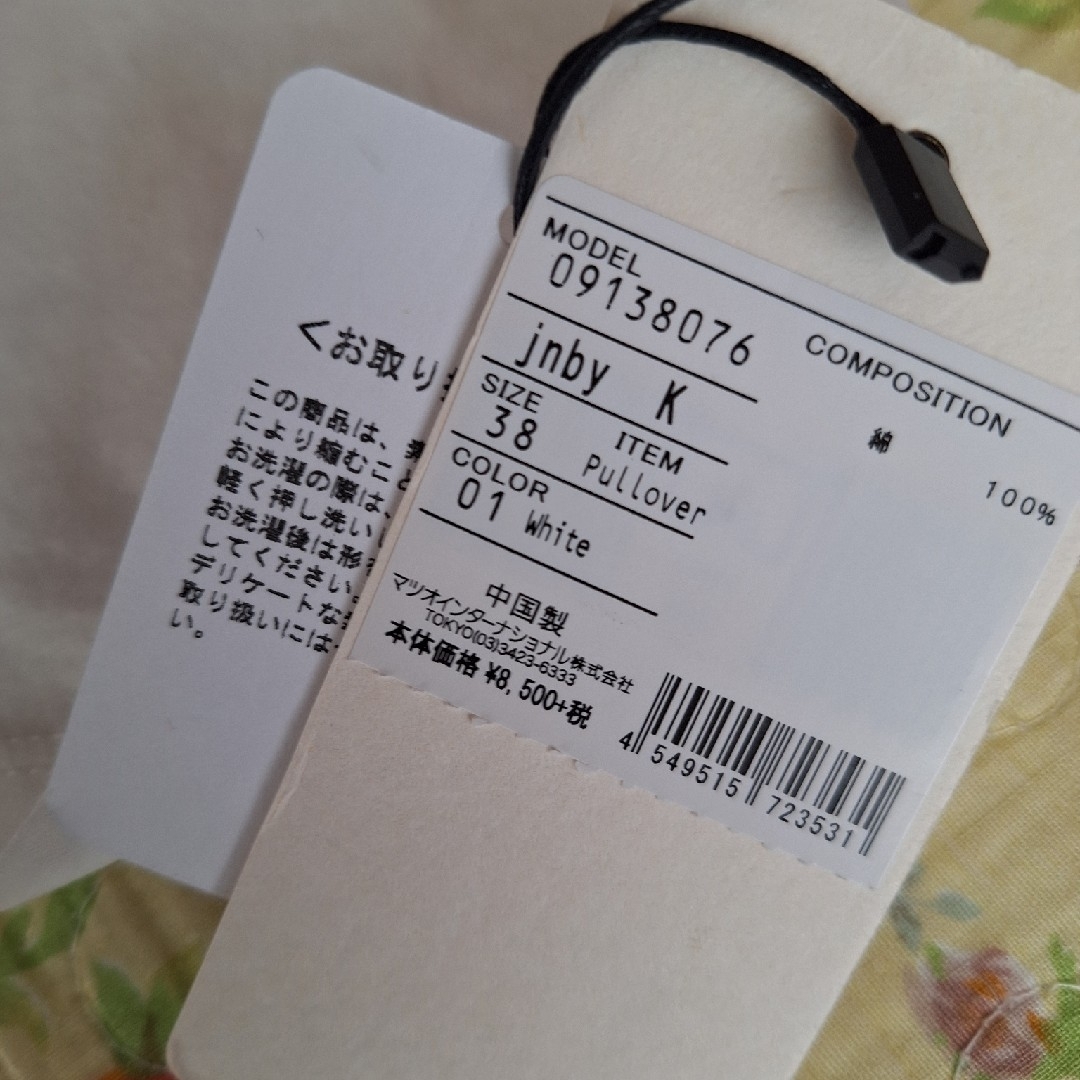 MODEL
09138076
jnby K
SIZE
38
ITEM
Pullover
COLOR
01 White
COMPOSITION
綿
100%
中国製
マツオインターナショナル株式会社
TOKYO(03)3423-6333
本体価格 ¥8,500+税
4 549515 723531
<お取り
この商品は、
により縮むこと
お洗濯の際は、
軽く押し洗い
お洗濯後は形
してください。
デリケートな
取り扱いには
い。